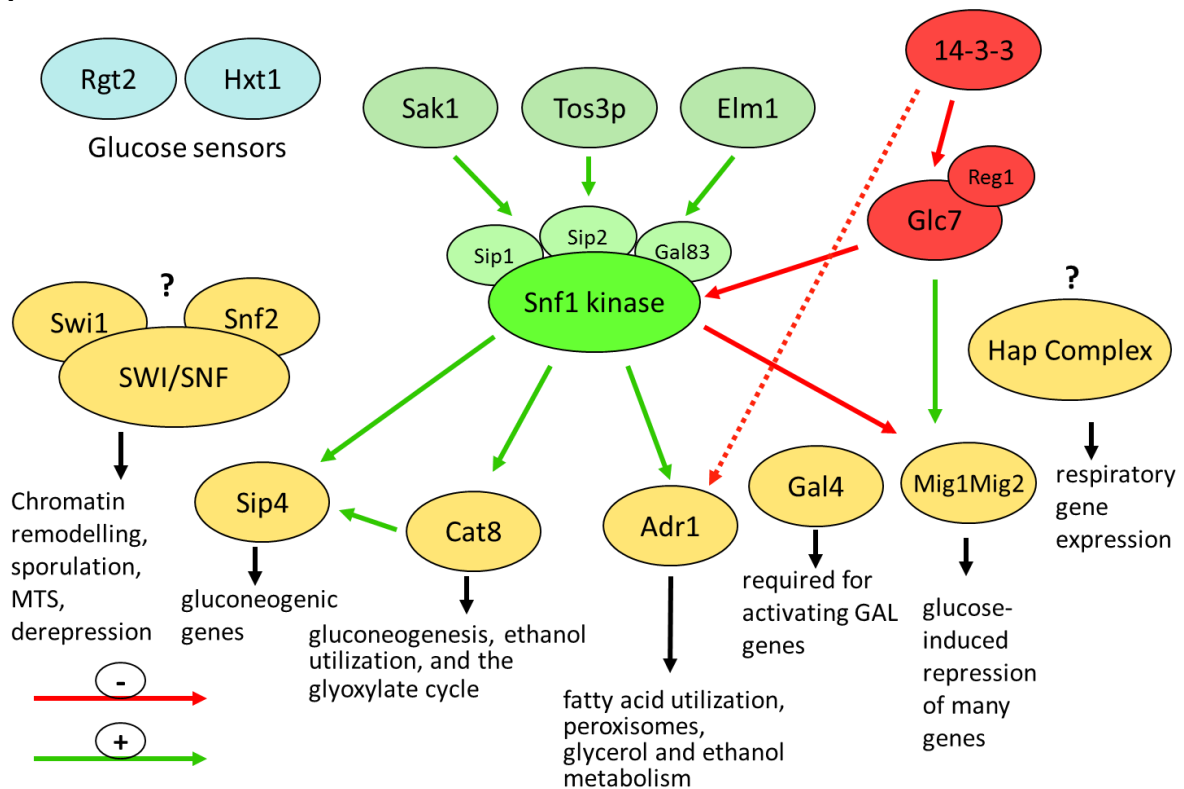 14-3-3
Rgt2
Hxt1
Sak1
Tos3p
Elm1
Glucose sensors
Reg1
Glc7
Sip1
Sip2
Gal83
Snf1 kinase
?
Swi1
Snf2
SWI/SNF
?
Hap Complex
Sip4
Cat8
Adr1
Gal4
Mig1Mig2
respiratory
gene
expression
Chromatin
remodelling,
sporulation,
MTS,
derepression
gluconeogenic
genes
gluconeogenesis, ethanol
utilization, and the
glyoxylate cycle
fatty acid utilization,
peroxisomes,
glycerol and ethanol
metabolism
required for
activating GAL
genes
glucose-
induced
repression
of many
genes
-
+